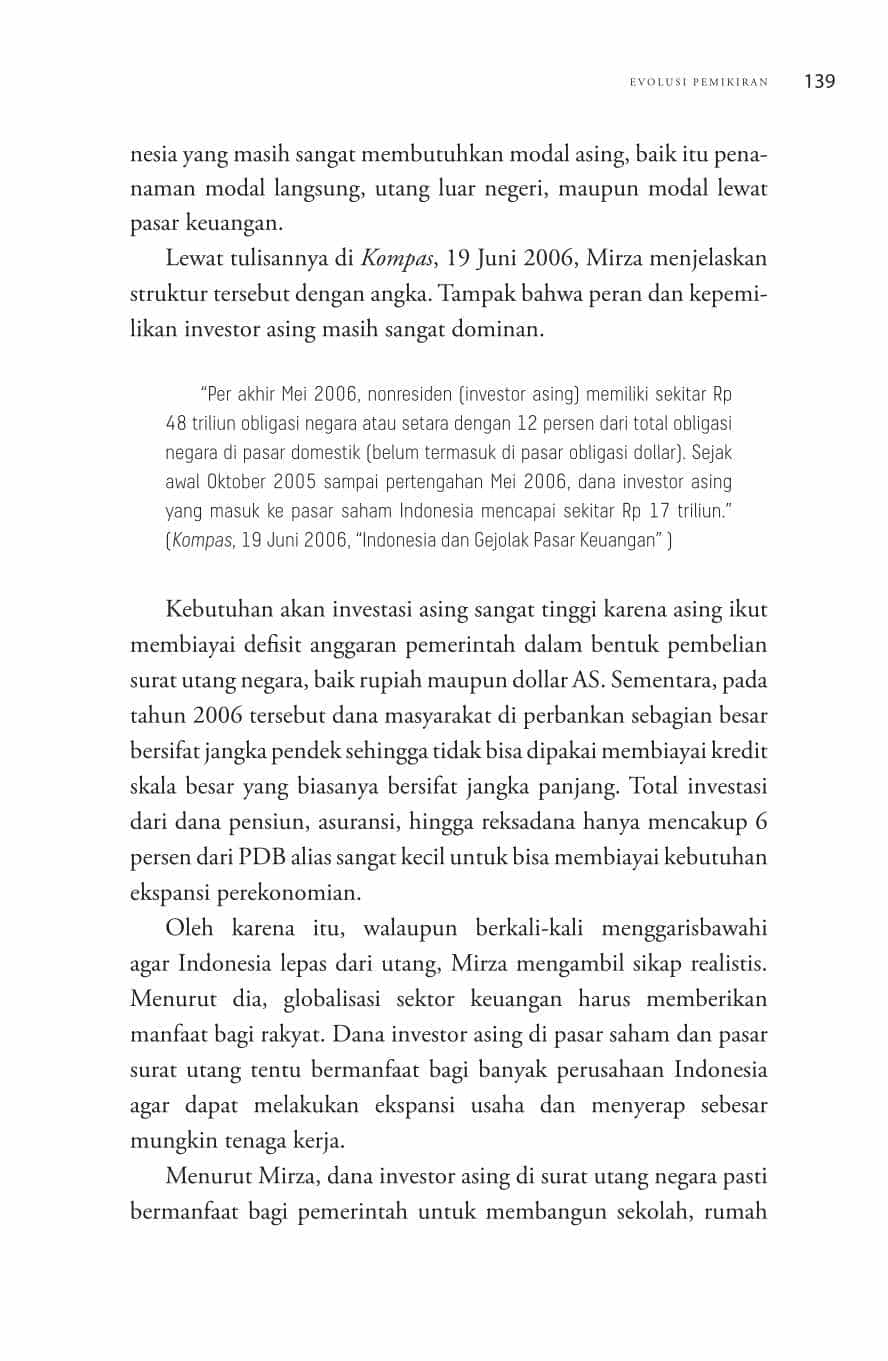 EVOLUSI PEMIKIRAN 139
nesia yang masih sangat membutuhkan modal asing, baik itu pena-
naman modal langsung, utang luar negeri, maupun modal lewat
pasar keuangan.
Lewat tulisannya di Kompas, 19 Juni 2006, Mirza menjelaskan
struktur tersebut dengan angka. Tampak bahwa peran dan kepemi-
likan investor asing masih sangat dominan.
“Per akhir Mei 2006, nonresiden (investor asing) memiliki sekitar Rp
48 triliun obligasi negara atau setara dengan 12 persen dari total obligasi
negara di pasar domestik (belum termasuk di pasar obligasi dollar). Sejak
awal Oktober 2005 sampai pertengahan Mei 2006, dana investor asing
yang masuk ke pasar saham Indonesia mencapai sekitar Rp 17 triliun.”
(Kompas, 19 Juni 2006, “Indonesia dan Gejolak Pasar Keuangan” )
Kebutuhan akan investasi asing sangat tinggi karena asing ikut
membiayai defisit anggaran pemerintah dalam bentuk pembelian
surat utang negara, baik rupiah maupun dollar AS. Sementara, pada
tahun 2006 tersebut dana masyarakat di perbankan sebagian besar
bersifat jangka pendek sehingga tidak bisa dipakai membiayai kredit
skala besar yang biasanya bersifat jangka panjang. Total investasi
dari dana pensiun, asuransi, hingga reksadana hanya mencakup 6
persen dari PDB alias sangat kecil untuk bisa membiayai kebutuhan
ekspansi perekonomian.
Oleh karena itu, walaupun berkali-kali menggarisbawahi
agar Indonesia lepas dari utang, Mirza mengambil sikap realistis.
Menurut dia, globalisasi sektor keuangan harus memberikan
manfaat bagi rakyat. Dana investor asing di pasar saham dan pasar
surat utang tentu bermanfaat bagi banyak perusahaan Indonesia
agar dapat melakukan ekspansi usaha dan menyerap sebesar
mungkin tenaga kerja.
Menurut Mirza, dana investor asing di surat utang negara pasti
bermanfaat bagi pemerintah untuk membangun sekolah, rumah